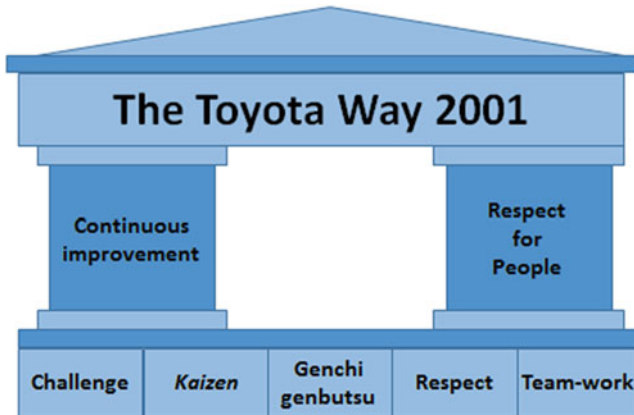 The Toyota Way 2001
Continuous
improvement
Respect
for
People
Challenge
Kaizen
Genchi
genbutsu
Respect
Team-work